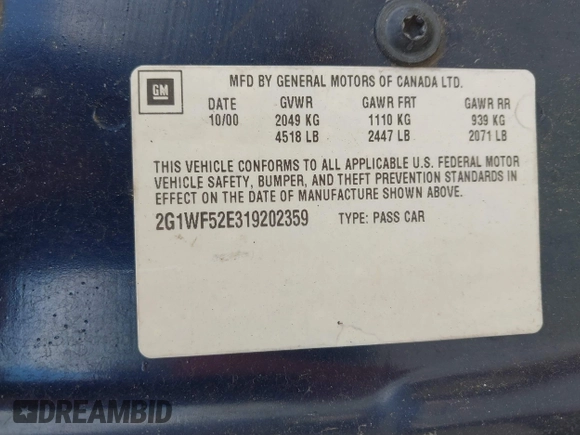 GM
MFD BY GENERAL MOTORS OF CANADA LTD.
DATE GVWR GAWR FRT GAWR RR
10/00 2049 KG 1110 KG 939 KG
4518 LB 2447 LB 2071 LB
THIS VEHICLE CONFORMS TO ALL APPLICABLE U.S. FEDERAL MOTOR
VEHICLE SAFETY, BUMPER, AND THEFT PREVENTION STANDARDS IN
EFFECT ON THE DATE OF MANUFACTURE SHOWN ABOVE.
2G1WF52E319202359 TYPE: PASS CAR
DREAMBID